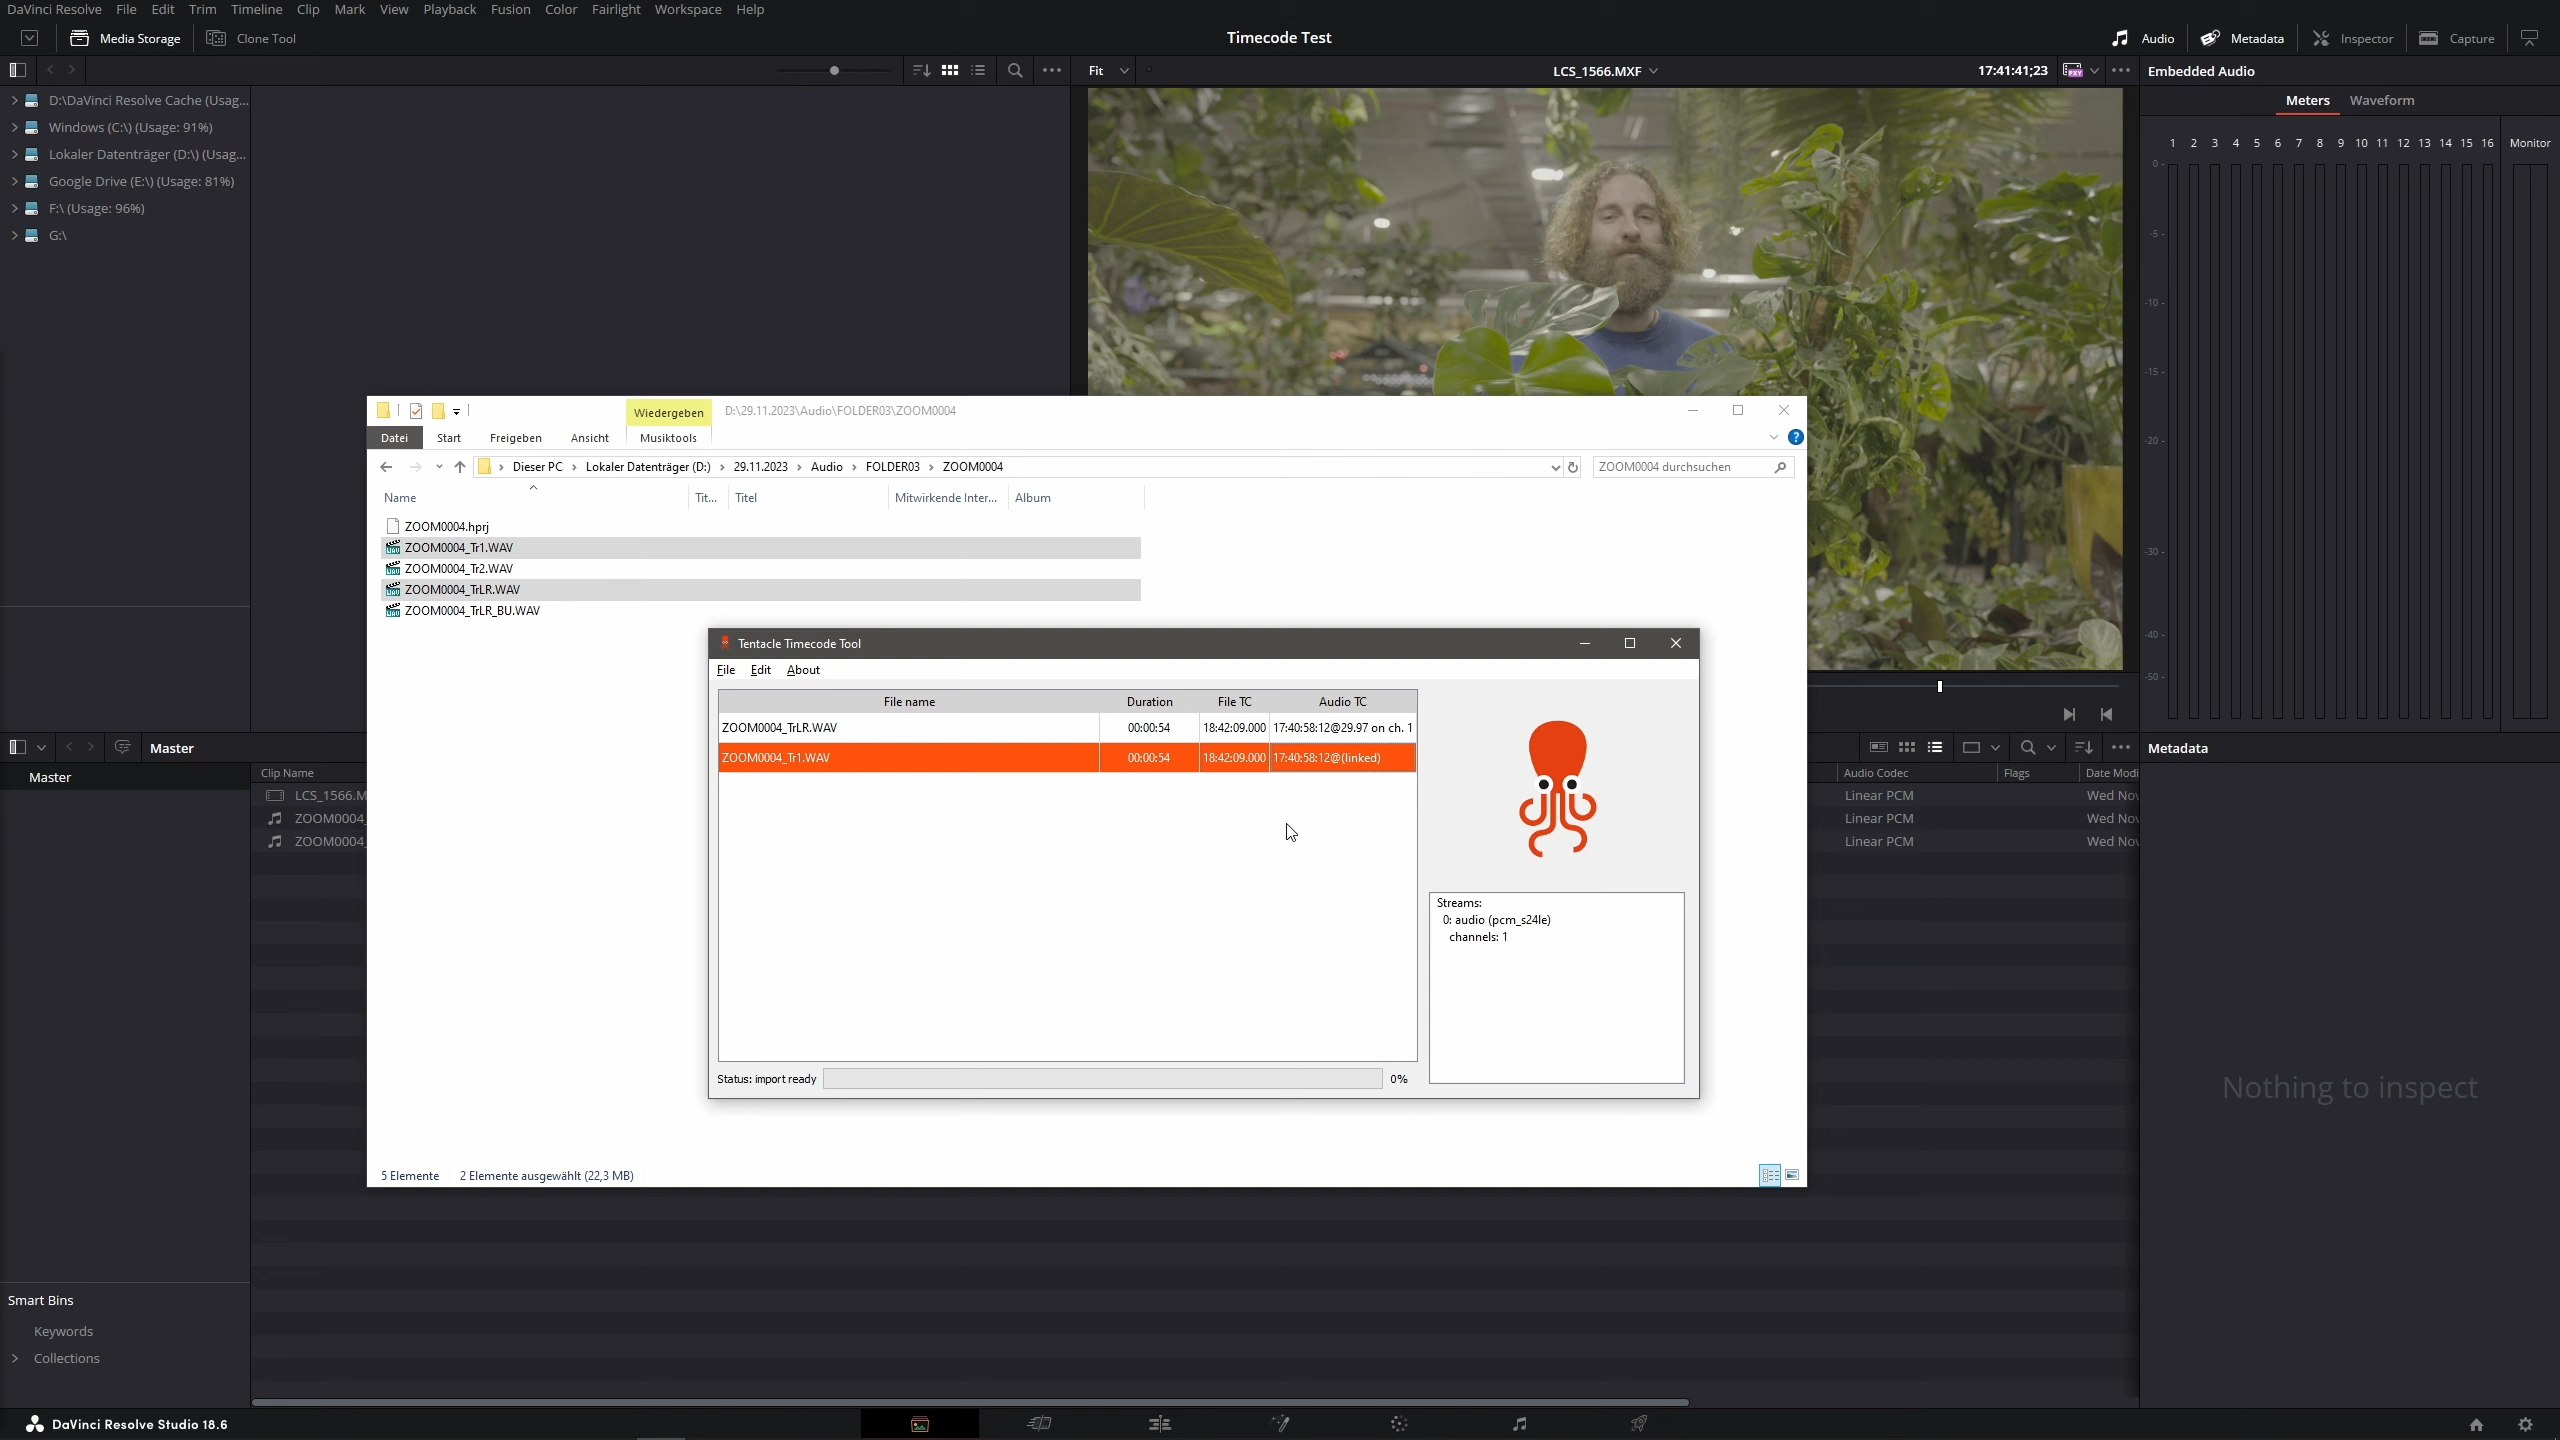 DaVinci Resolve File Edit Trim Timeline Clip Mark View Playback Fusion Color Fairlight Workspace Help
Media Storage Clone Tool Timecode Test Audio Metadata Inspector Capture
Fit LCS_1566.MXF 17:41:41;23 PXY Embedded Audio
D:\DaVinci Resolve Cache (Usag...
Windows (C:\) (Usage: 91%)
Lokaler Datenträger (D:\) (Usag...
Google Drive (E:\) (Usage: 81%)
F:\ (Usage: 96%)
G:\
Meters Waveform
1 2 3 4 5 6 7 8 9 10 11 12 13 14 15 16 Monitor
0
-5
-10
-15
-20
-30
-40
-50
Wiedergeben D:\29.11.2023\Audio\FOLDER03\ZOOM0004
Datei Start Freigeben Ansicht Musiktools
Dieser PC Lokaler Datenträger (D:) 29.11.2023 Audio FOLDER03 ZOOM0004 ZOOM0004 durchsuchen
Name Tit... Titel Mitwirkende Inter... Album
ZOOM0004.hprj
ZOOM0004_Tr1.WAV
ZOOM0004_Tr2.WAV
ZOOM0004_TrLR.WAV
ZOOM0004_TrLR_BU.WAV
Tentacle Timecode Tool
File Edit About
File name Duration File TC Audio TC
ZOOM0004_TrLR.WAV 00:00:54 18:42:09.000 17:40:58:12@29.97 on ch. 1
ZOOM0004_Tr1.WAV 00:00:54 18:42:09.000 17:40:58:12@(linked)
Streams:
0: audio (pcm_s24le)
channels: 1
Status: import ready 0%
5 Elemente 2 Elemente ausgewählt (22,3 MB)
Master
Master
Clip Name
LCS_1566.M
ZOOM0004_
ZOOM0004_
Audio Codec Flags Date Modi
Linear PCM Wed Nov
Linear PCM Wed Nov
Linear PCM Wed Nov
Metadata
Nothing to inspect
Smart Bins
Keywords
Collections
DaVinci Resolve Studio 18.6